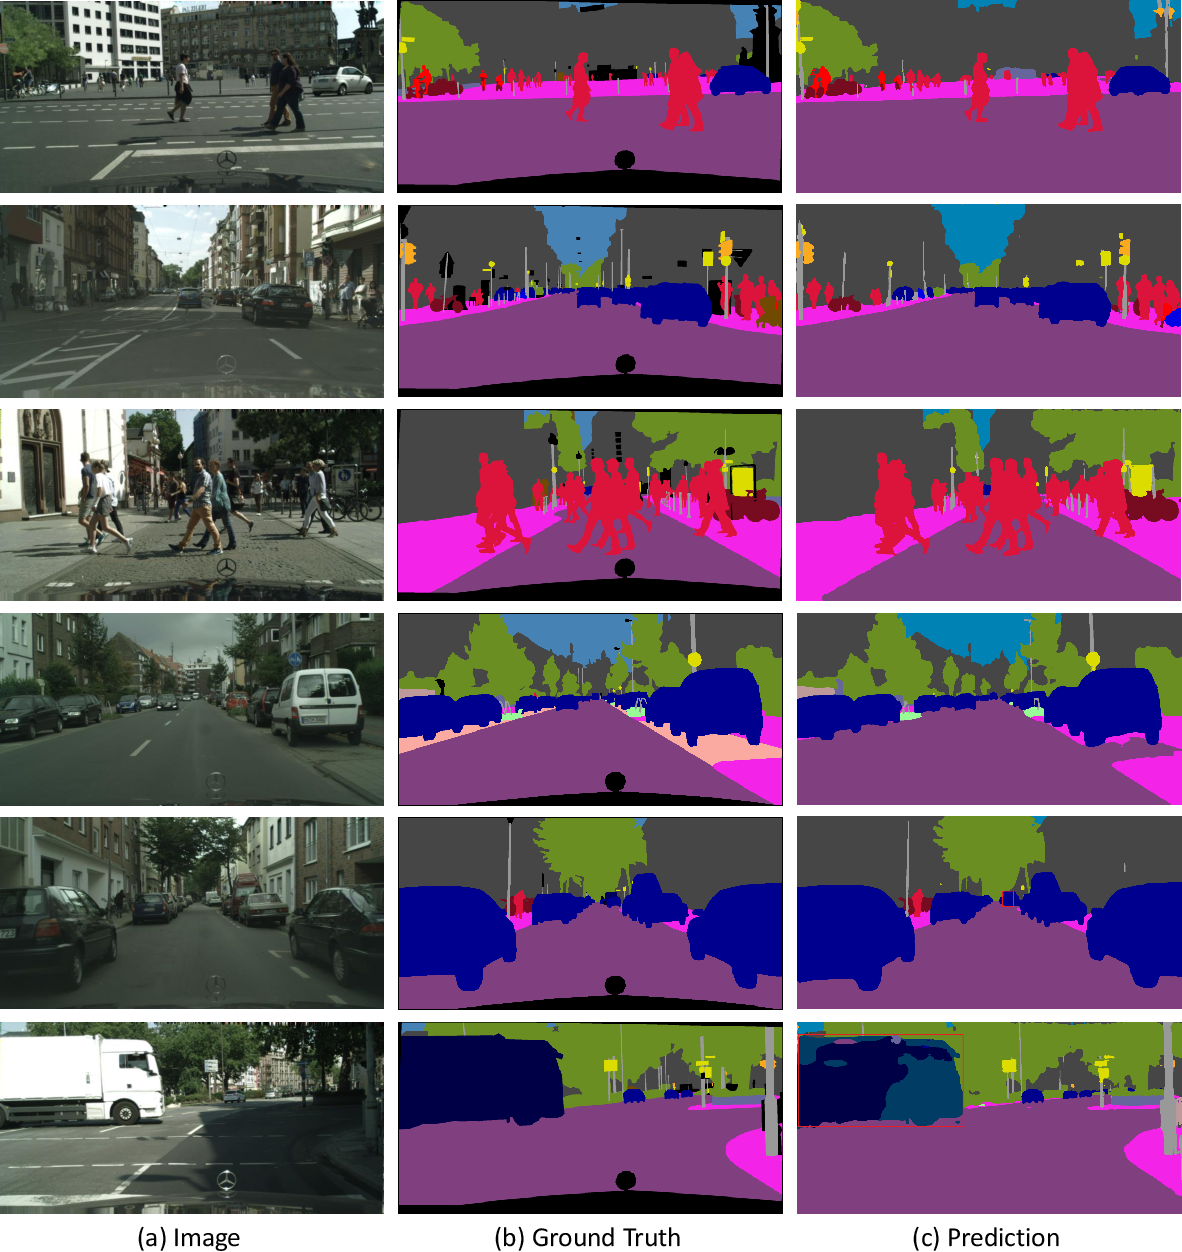 (a) Image
(b) Ground Truth
(c) Prediction